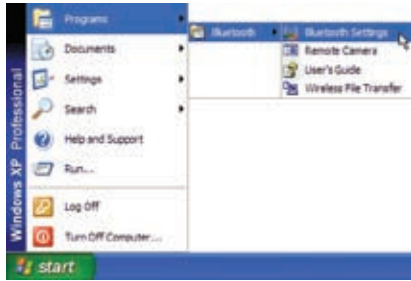 Programs
Documents
Settings
Search
Help and Support
Run...
Log Off
Turn Off Computer...
Bluetooth
Bluetooth Settings
Remote Camera
User's Guide
Wireless File Transfer
Windows XP Professional
start